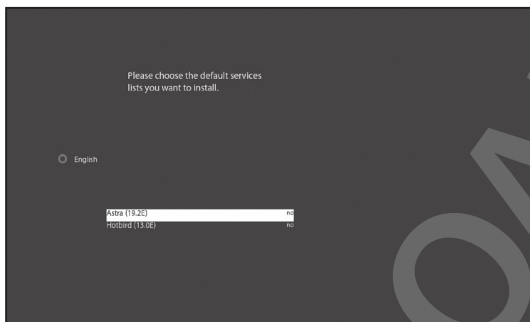 Please choose the default services
lists you want to install.
English
Astra (19.2E) no
Hotbird (13.0E) no